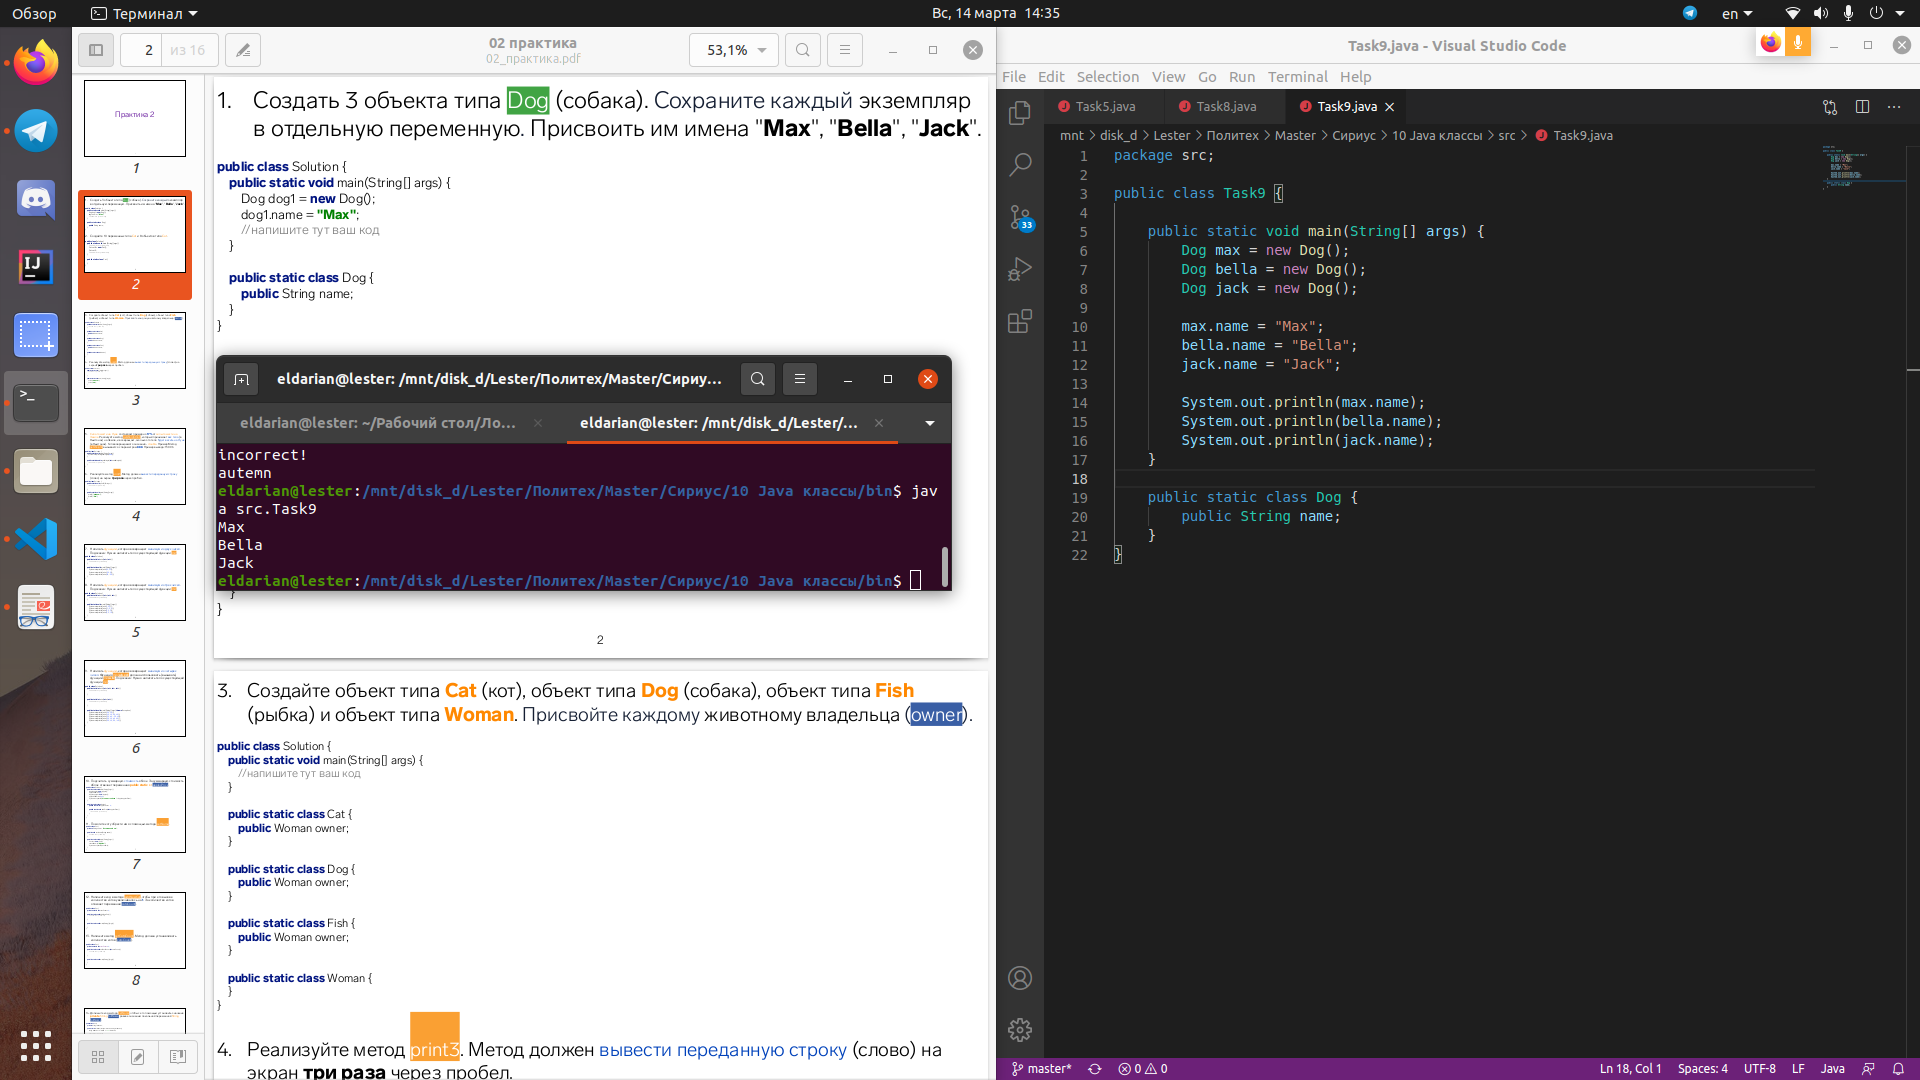 Обзор
Терминал
Вс, 14 марта 14:35
en
2
из 16
02 практика
02_практика.pdf
53,1%
Практика 2
1
2
3
4
5
6
7
8
1. Создать 3 объекта типа Dog (собака). Сохраните каждый экземпляр
в отдельную переменную. Присвоить им имена "Max", "Bella", "Jack".
public class Solution {
public static void main(String[] args) {
Dog dog1 = new Dog();
dog1.name = "Max";
//напишите тут ваш код
}
public static class Dog {
public String name;
}
}
eldarian@lester: /mnt/disk_d/Lester/Политех/Master/Сириу...
eldarian@lester: ~/Рабочий стол/Ло...
eldarian@lester: /mnt/disk_d/Lester/...
incorrect!
autemn
eldarian@lester:/mnt/disk_d/Lester/Политех/Master/Сириус/10 Java классы/bin$ jav
a src.Task9
Max
Bella
Jack
eldarian@lester:/mnt/disk_d/Lester/Политех/Master/Сириус/10 Java классы/bin$
}
}
2
3. Создайте объект типа Cat (кот), объект типа Dog (собака), объект типа Fish
(рыбка) и объект типа Woman. Присвойте каждому животному владельца (owner).
public class Solution {
public static void main(String[] args) {
//напишите тут ваш код
}
public static class Cat {
public Woman owner;
}
public static class Dog {
public Woman owner;
}
public static class Fish {
public Woman owner;
}
public static class Woman {
}
}
4. Реализуйте метод print3. Метод должен вывести переданную строку (слово) на
экран три раза через пробел.
Task9.java - Visual Studio Code
File Edit Selection View Go Run Terminal Help
Task5.java
Task8.java
Task9.java
mnt > disk_d > Lester > Политех > Master > Сириус > 10 Java классы > src > Task9.java
33
1 package src;
2
3 public class Task9 {
4
5 public static void main(String[] args) {
6 Dog max = new Dog();
7 Dog bella = new Dog();
8 Dog jack = new Dog();
9
10 max.name = "Max";
11 bella.name = "Bella";
12 jack.name = "Jack";
13
14 System.out.println(max.name);
15 System.out.println(bella.name);
16 System.out.println(jack.name);
17 }
18
19 public static class Dog {
20 public String name;
21 }
22 }
master*
0
0
Ln 18, Col 1
Spaces: 4
UTF-8
LF
Java